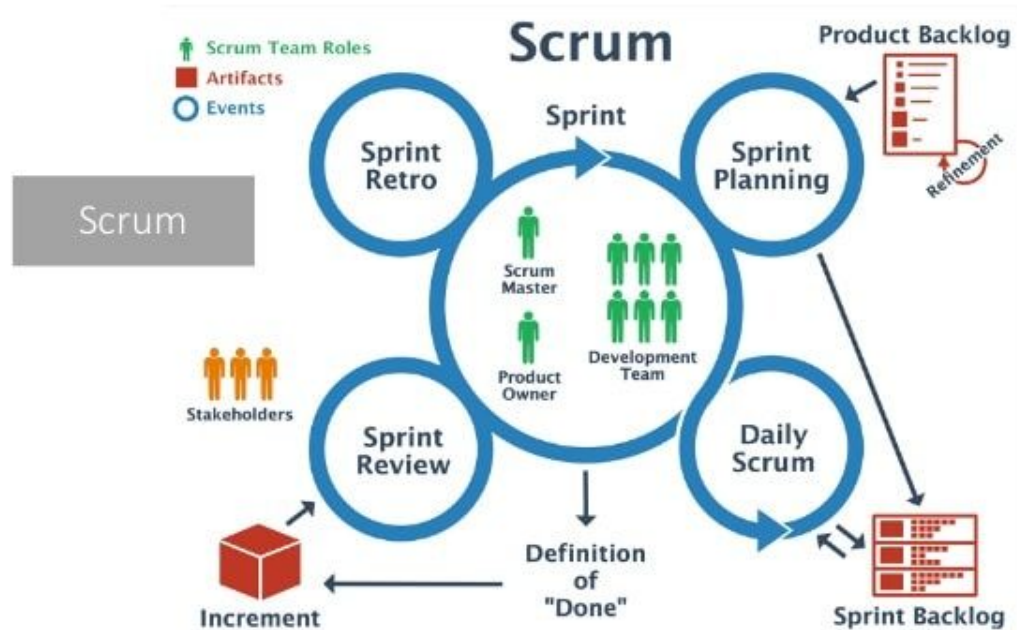 Scrum
Scrum Team Roles
Artifacts
Events
Scrum
Product Backlog
Refinement
Sprint
Sprint
Retro
Sprint
Planning
Scrum
Master
Product
Owner
Development
Team
Stakeholders
Sprint
Review
Daily
Scrum
Increment
Definition
of
"Done"
Sprint Backlog